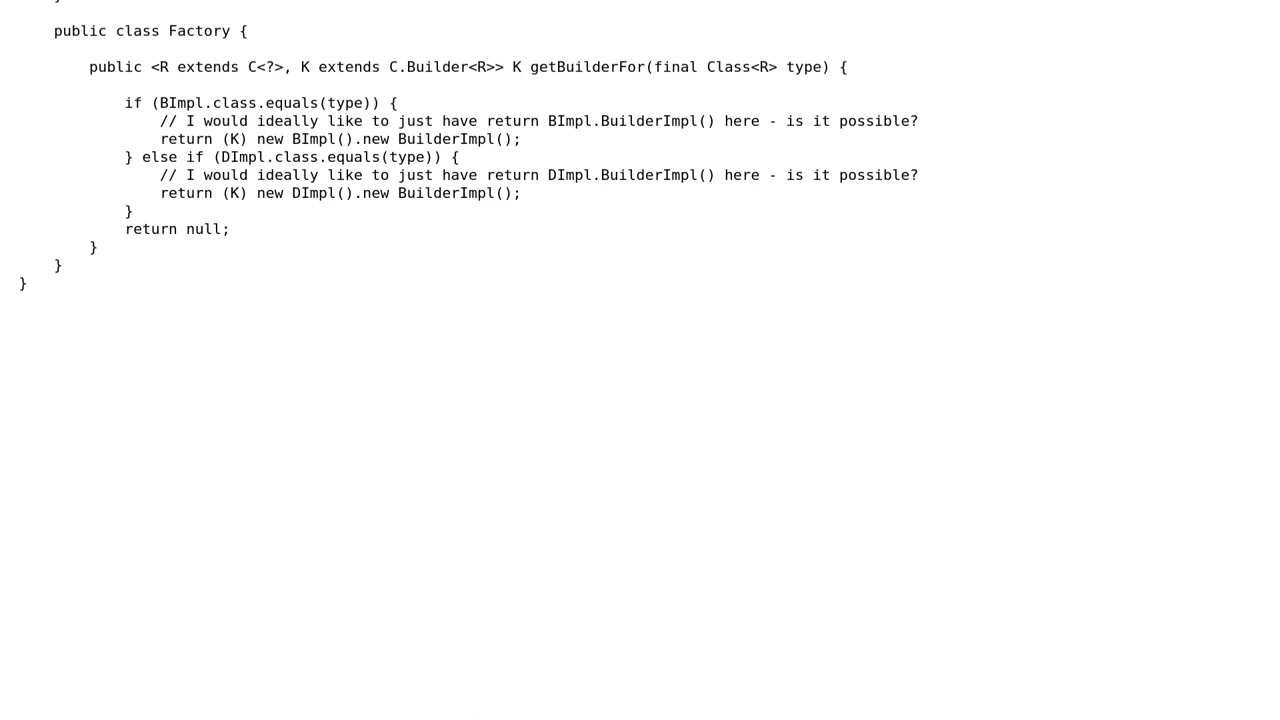 }
public class Factory {
public <R extends C<?>, K extends C.Builder<R>> K getBuilderFor(final Class<R> type) {
if (BImpl.class.equals(type)) {
// I would ideally like to just have return BImpl.BuilderImpl() here - is it possible?
return (K) new BImpl().new BuilderImpl();
} else if (DImpl.class.equals(type)) {
// I would ideally like to just have return DImpl.BuilderImpl() here - is it possible?
return (K) new DImpl().new BuilderImpl();
}
return null;
}
}
}